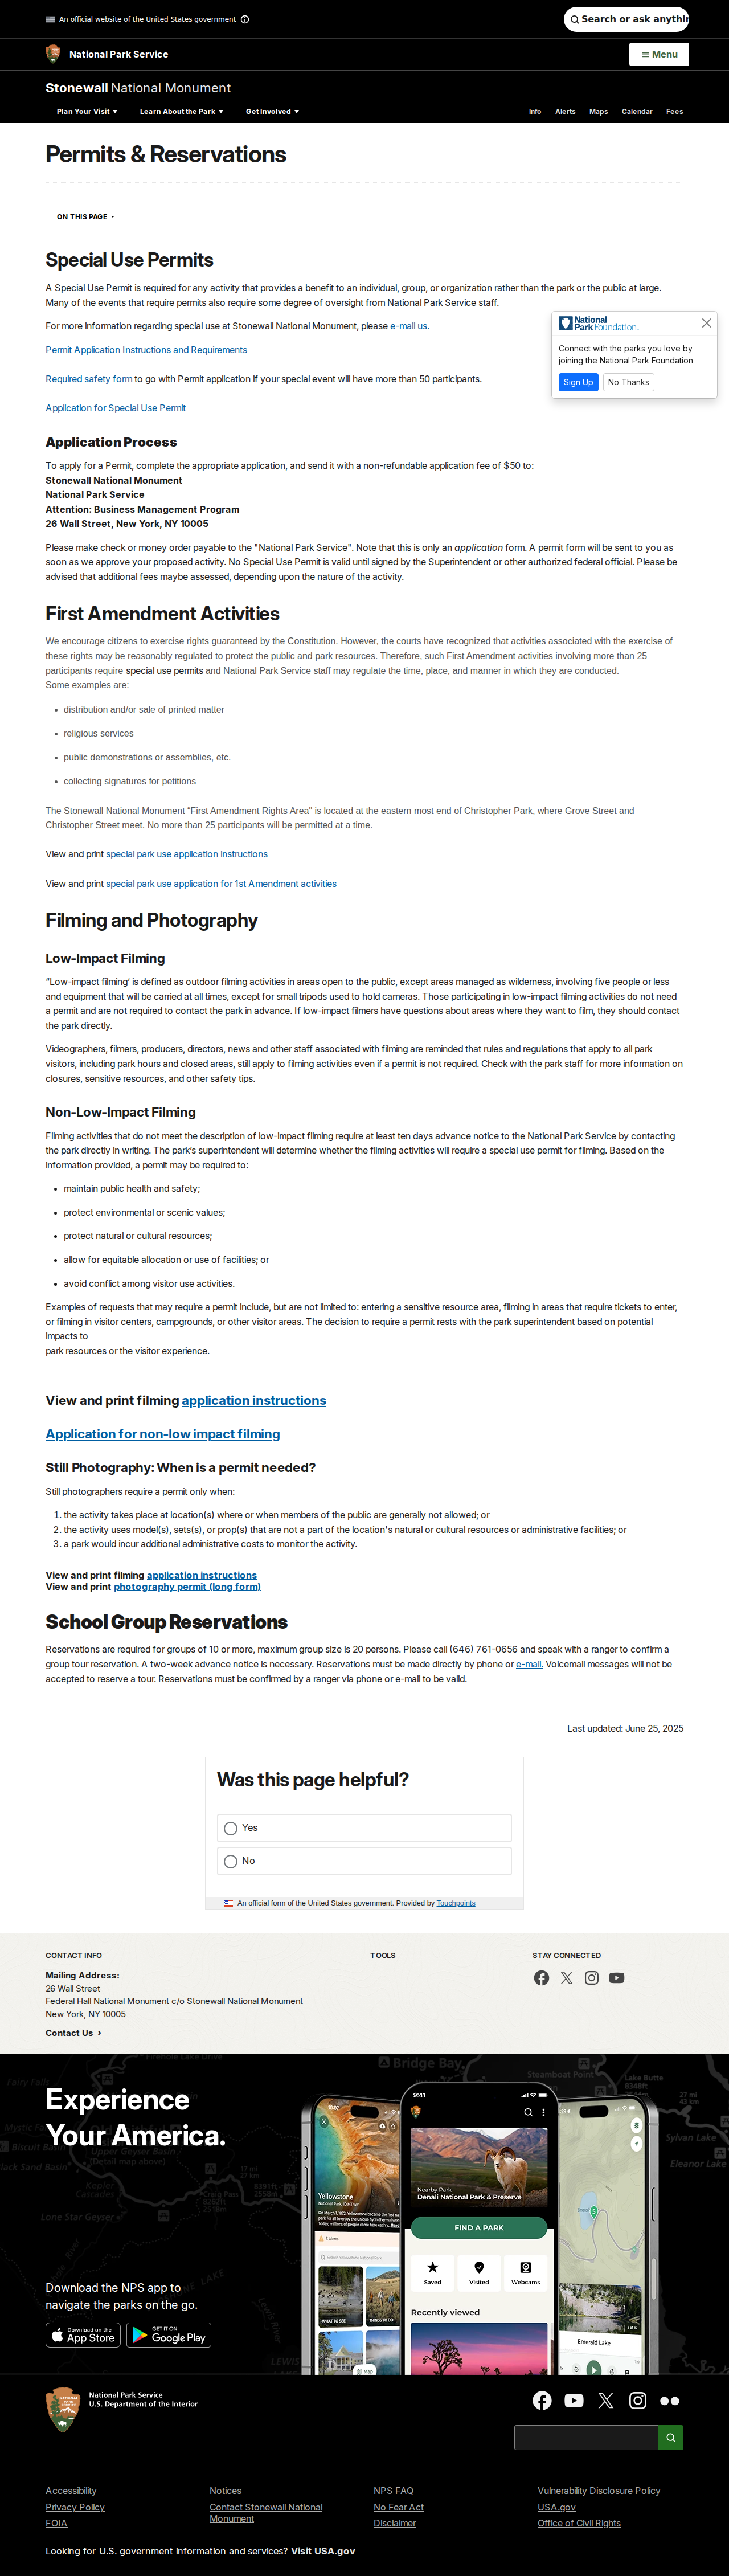 An official website of the United States government
Search or ask anythin
National Park Service
Menu
Stonewall National Monument
Plan Your Visit
Learn About the Park
Get Involved
Info
Alerts
Maps
Calendar
Fees
Permits & Reservations
ON THIS PAGE
Special Use Permits
A Special Use Permit is required for any activity that provides a benefit to an individual, group, or organization rather than the park or the public at large.
Many of the events that require permits also require some degree of oversight from National Park Service staff.
For more information regarding special use at Stonewall National Monument, please e-mail us.
National
Park Foundation
Connect with the parks you love by
joining the National Park Foundation
Sign Up
No Thanks
Permit Application Instructions and Requirements
Required safety form to go with Permit application if your special event will have more than 50 participants.
Application for Special Use Permit
Application Process
To apply for a Permit, complete the appropriate application, and send it with a non-refundable application fee of $50 to:
Stonewall National Monument
National Park Service
Attention: Business Management Program
26 Wall Street, New York, NY 10005
Please make check or money order payable to the "National Park Service". Note that this is only an application form. A permit form will be sent to you as
soon as we approve your proposed activity. No Special Use Permit is valid until signed by the Superintendent or other authorized federal official. Please be
advised that additional fees maybe assessed, depending upon the nature of the activity.
First Amendment Activities
We encourage citizens to exercise rights guaranteed by the Constitution. However, the courts have recognized that activities associated with the exercise of
these rights may be reasonably regulated to protect the public and park resources. Therefore, such First Amendment activities involving more than 25
participants require special use permits and National Park Service staff may regulate the time, place, and manner in which they are conducted.
Some examples are:
• distribution and/or sale of printed matter
• religious services
• public demonstrations or assemblies, etc.
• collecting signatures for petitions
The Stonewall National Monument “First Amendment Rights Area” is located at the eastern most end of Christopher Park, where Grove Street and
Christopher Street meet. No more than 25 participants will be permitted at a time.
View and print special park use application instructions
View and print special park use application for 1st Amendment activities
Filming and Photography
Low-Impact Filming
“Low-impact filming’ is defined as outdoor filming activities in areas open to the public, except areas managed as wilderness, involving five people or less
and equipment that will be carried at all times, except for small tripods used to hold cameras. Those participating in low-impact filming activities do not need
a permit and are not required to contact the park in advance. If low-impact filmers have questions about areas where they want to film, they should contact
the park directly.
Videographers, filmers, producers, directors, news and other staff associated with filming are reminded that rules and regulations that apply to all park
visitors, including park hours and closed areas, still apply to filming activities even if a permit is not required. Check with the park staff for more information on
closures, sensitive resources, and other safety tips.
Non-Low-Impact Filming
Filming activities that do not meet the description of low-impact filming require at least ten days advance notice to the National Park Service by contacting
the park directly in writing. The park’s superintendent will determine whether the filming activities will require a special use permit for filming. Based on the
information provided, a permit may be required to:
• maintain public health and safety;
• protect environmental or scenic values;
• protect natural or cultural resources;
• allow for equitable allocation or use of facilities; or
• avoid conflict among visitor use activities.
Examples of requests that may require a permit include, but are not limited to: entering a sensitive resource area, filming in areas that require tickets to enter,
or filming in visitor centers, campgrounds, or other visitor areas. The decision to require a permit rests with the park superintendent based on potential
impacts to
park resources or the visitor experience.
View and print filming application instructions
Application for non-low impact filming
Still Photography: When is a permit needed?
Still photographers require a permit only when:
1. the activity takes place at location(s) where or when members of the public are generally not allowed; or
2. the activity uses model(s), sets(s), or prop(s) that are not a part of the location's natural or cultural resources or administrative facilities; or
3. a park would incur additional administrative costs to monitor the activity.
View and print filming application instructions
View and print photography permit (long form)
School Group Reservations
Reservations are required for groups of 10 or more, maximum group size is 20 persons. Please call (646) 761-0656 and speak with a ranger to confirm a
group tour reservation. A two-week advance notice is necessary. Reservations must be made directly by phone or e-mail. Voicemail messages will not be
accepted to reserve a tour. Reservations must be confirmed by a ranger via phone or e-mail to be valid.
Last updated: June 25, 2025
Was this page helpful?
Yes
No
An official form of the United States government. Provided by Touchpoints
CONTACT INFO
TOOLS
STAY CONNECTED
Mailing Address:
26 Wall Street
Federal Hall National Monument c/o Stonewall National Monument
New York, NY 10005
Contact Us
Experience
Your America.
Bridge Bay
Steamboat Point
Lake Butte
Sylvan Lake
Eleanor Lake
Fairy Falls
Biscuit Basin
Lone Star Geyser
Download the NPS app to
navigate the parks on the go.
Download on the
App Store
GET IT ON
Google Play
10:07
Yellowstone
WHAT TO SEE
THINGS TO DO
Map
9:41
Nearby Park
Denali National Park & Preserve
FIND A PARK
Saved
Visited
Webcams
Recently viewed
Emerald Lake
National Park Service
U.S. Department of the Interior
Accessibility
Privacy Policy
FOIA
Notices
Contact Stonewall National
Monument
NPS FAQ
No Fear Act
Disclaimer
Vulnerability Disclosure Policy
USA.gov
Office of Civil Rights
Looking for U.S. government information and services? Visit USA.gov